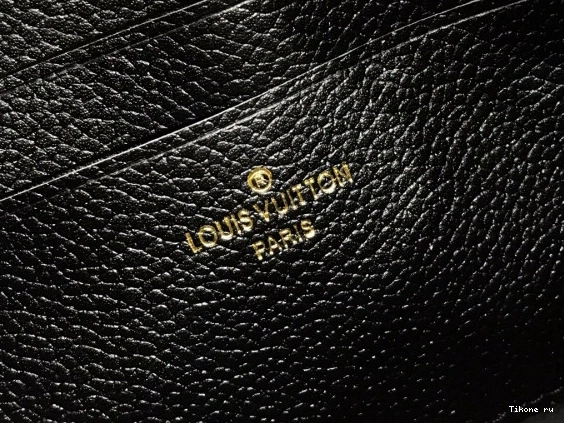 ®
LOUIS VUITTON
PARIS
Tikone ru